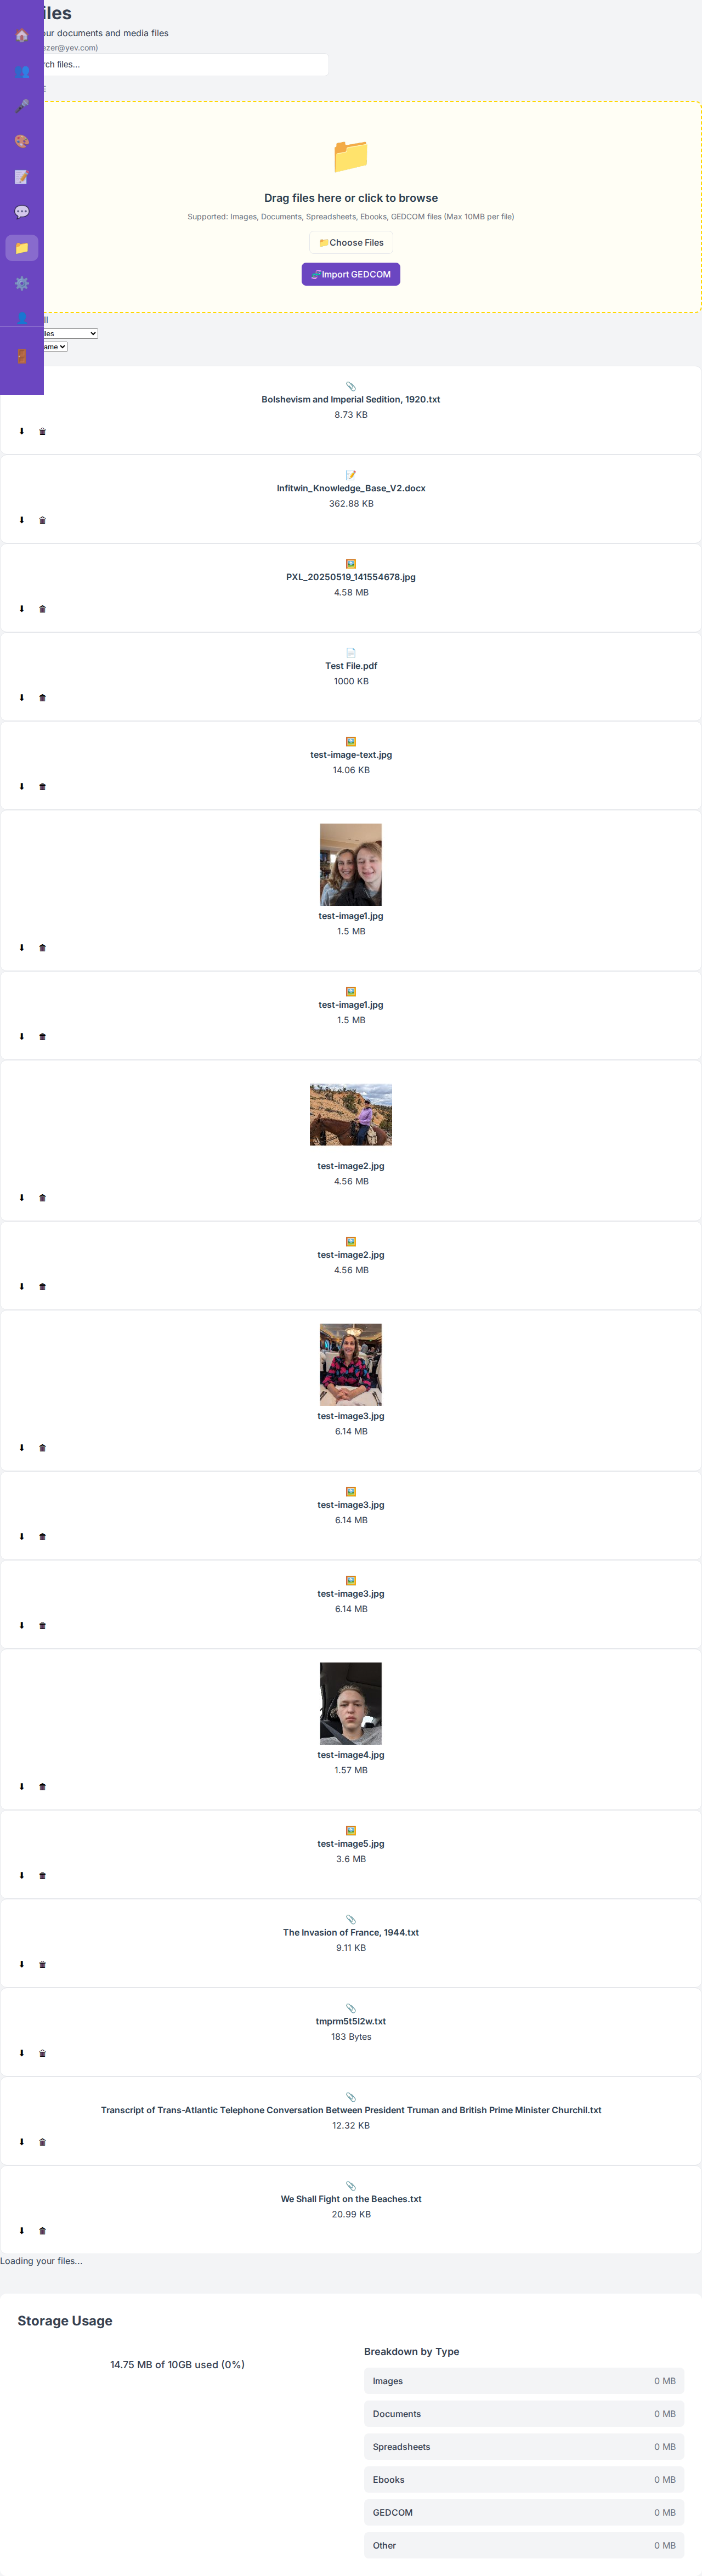 iles
our documents and media files
ezer@yev.com)
rch files...
Drag files here or click to browse
Supported: Images, Documents, Spreadsheets, Ebooks, GEDCOM files (Max 10MB per file)
Choose Files
Import GEDCOM
ll
iles
ame
Bolshevism and Imperial Sedition, 1920.txt
8.73 KB
Infitwin_Knowledge_Base_V2.docx
362.88 KB
PXL_20250519_141554678.jpg
4.58 MB
Test File.pdf
1000 KB
test-image-text.jpg
14.06 KB
test-image1.jpg
1.5 MB
test-image1.jpg
1.5 MB
test-image2.jpg
4.56 MB
test-image2.jpg
4.56 MB
test-image3.jpg
6.14 MB
test-image3.jpg
6.14 MB
test-image3.jpg
6.14 MB
test-image4.jpg
1.57 MB
test-image5.jpg
3.6 MB
The Invasion of France, 1944.txt
9.11 KB
tmprm5t5l2w.txt
183 Bytes
Transcript of Trans-Atlantic Telephone Conversation Between President Truman and British Prime Minister Churchil.txt
12.32 KB
We Shall Fight on the Beaches.txt
20.99 KB
Loading your files...
Storage Usage
14.75 MB of 10GB used (0%)
Breakdown by Type
Images 0 MB
Documents 0 MB
Spreadsheets 0 MB
Ebooks 0 MB
GEDCOM 0 MB
Other 0 MB